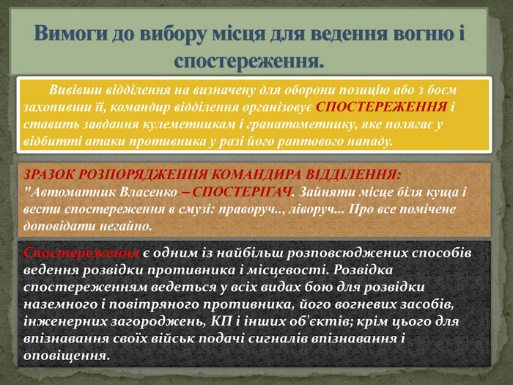 Вимоги до вибору місця для ведення вогню і
спостереження.
Вивівши відділення на визначену для оборони позицію або з боєм
захопивши її, командир відділення організовує СПОСТЕРЕЖЕННЯ і
ставить завдання кулеметникам і гранатометнику, яке полягає у
відбитті атаки противника у разі його раптового нападу.
ЗРАЗОК РОЗПОРЯДЖЕННЯ КОМАНДИРА ВІДДІЛЕННЯ:
"Автоматник Власенко – СПОСТЕРІГАЧ. Зайняти місце біля куща і
вести спостереження в смузі: праворуч.., ліворуч... Про все помічене
доповідати негайно.
Спостереження є одним із найбільш розповсюджених способів
ведення розвідки противника і місцевості. Розвідка
спостереженням ведеться у всіх видах бою для розвідки
наземного і повітряного противника, його вогневих засобів,
інженерних загороджень, КП і інших об'єктів; крім цього для
впізнавання своїх військ подачі сигналів впізнавання і
оповіщення.